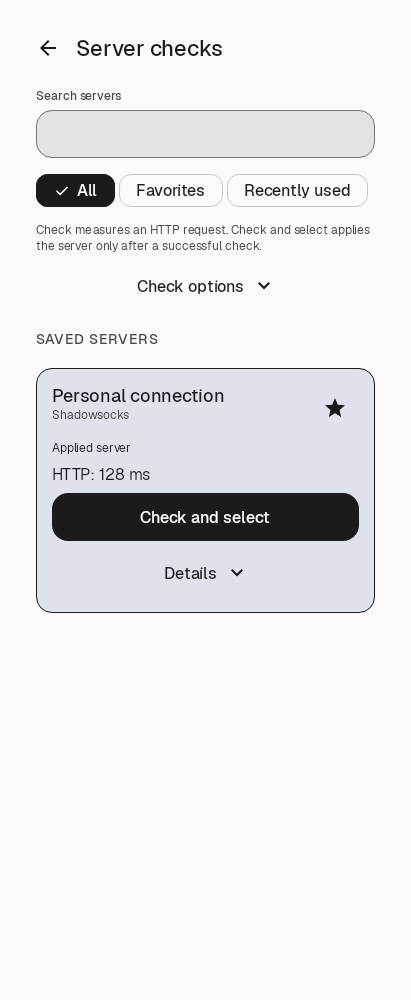 Server checks
Search servers
All
Favorites
Recently used
Check measures an HTTP request. Check and select applies
the server only after a successful check.
Check options
SAVED SERVERS
Personal connection
Shadowsocks
Applied server
HTTP: 128 ms
Check and select
Details